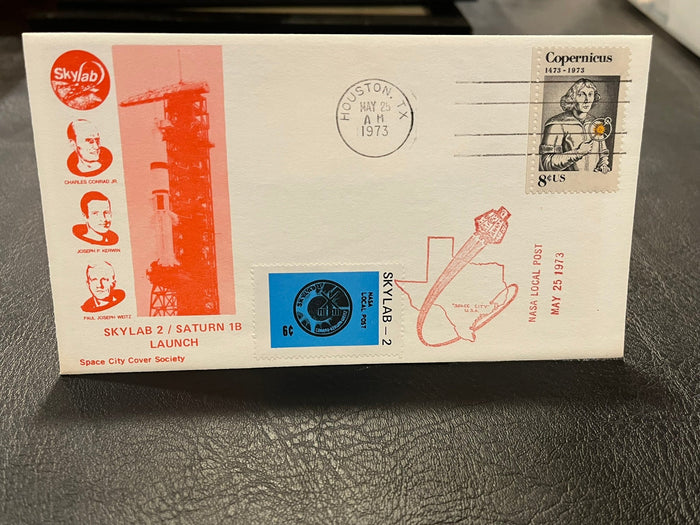 Skylab
CHARLES CONRAD JR.
JOSEPH P. KERWIN
PAUL JOSEPH WEITZ
SKYLAB 2 / SATURN 1B
LAUNCH
Space City Cover Society
HOUSTON, TX
MAY 25
AM
1973
Copernicus
1473-1973
8¢ US
SKYLAB-2
NASA
LOCAL POST
6¢
"SPACE CITY"
U.S.A.
NASA LOCAL POST
MAY 25 1973